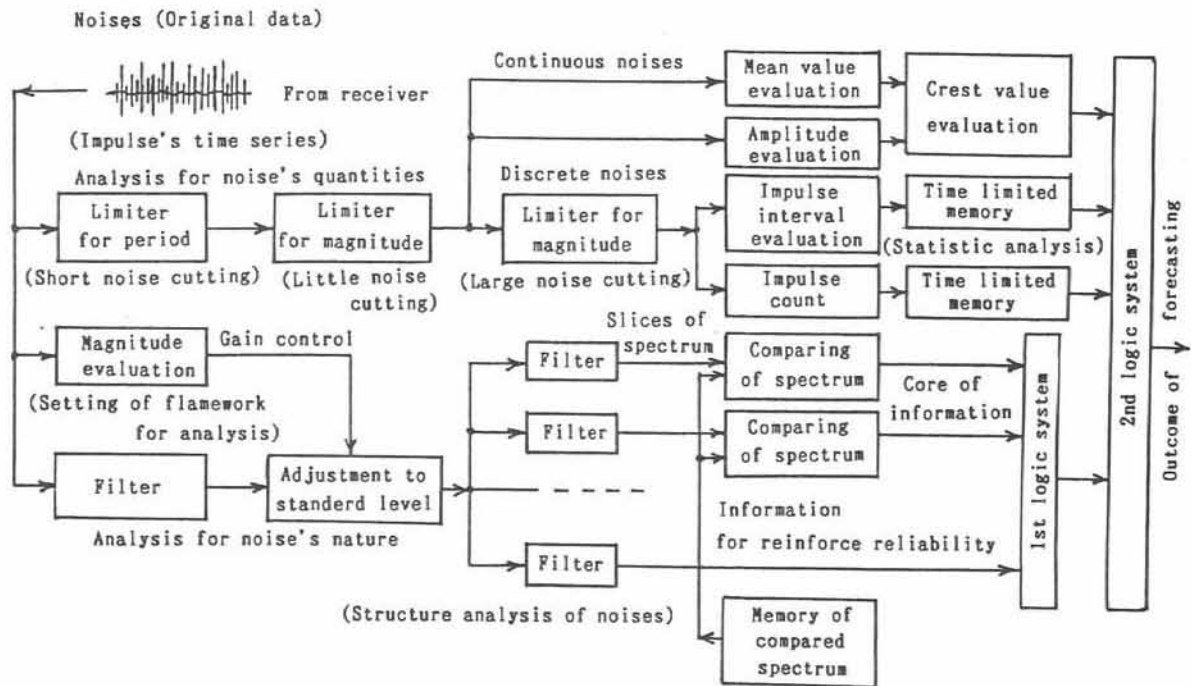 Noises (Original data)
From receiver
(Impulse's time series)
Analysis for noise's quantities
Limiter
for period
(Short noise cutting)
Limiter
for magnitude
(Little noise
cutting)
Continuous noises
Discrete noises
Limiter for
magnitude
(Large noise cutting)
Mean value
evaluation
Amplitude
evaluation
Crest value
evaluation
Impulse
interval
evaluation
Time limited
memory
(Statistic analysis)
Impulse
count
Time limited
memory
Magnitude
evaluation
Gain control
(Setting of flamework
for analysis)
Filter
Adjustment to
standerd level
Analysis for noise's nature
Slices of
spectrum
Filter
Comparing
of spectrum
Core of
information
Filter
Comparing
of spectrum
Information
for reinforce reliability
Filter
(Structure analysis of noises)
Memory of
compared
spectrum
1st logic system
2nd logic system
Outcome of forecasting